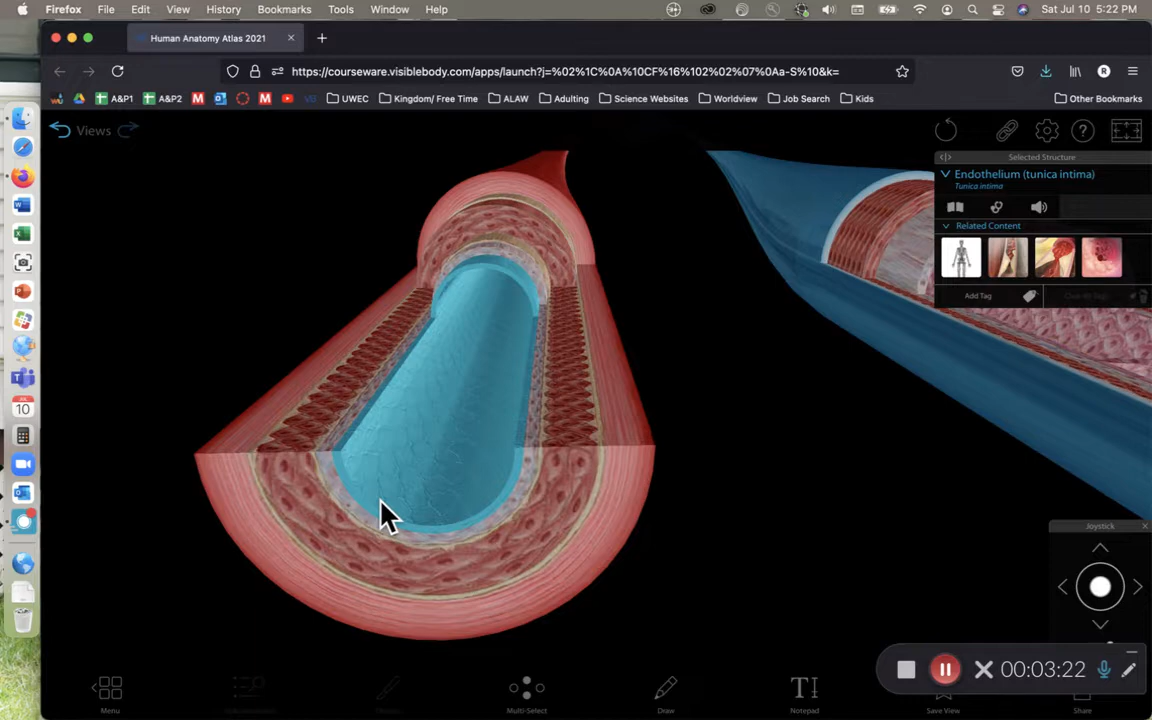 Firefox File Edit View History Bookmarks Tools Window Help Sat Jul 10 5:22 PM
Human Anatomy Atlas 2021
https://courseware.visiblebody.com/apps/launch?j=%02%1C%0A%10CF%16%102%02%07%0Aa-S%10&k=
A&P1 A&P2 UWEC Kingdom/ Free Time ALAW Adulting Science Websites Worldview Job Search Kids Other Bookmarks
Views
Selected Structure
Endothelium (tunica intima)
Tunica intima
Related Content
Add Tag
JUL
10
Joystick
00:03:22
Menu Multi-Select Draw Notepad Save View Share